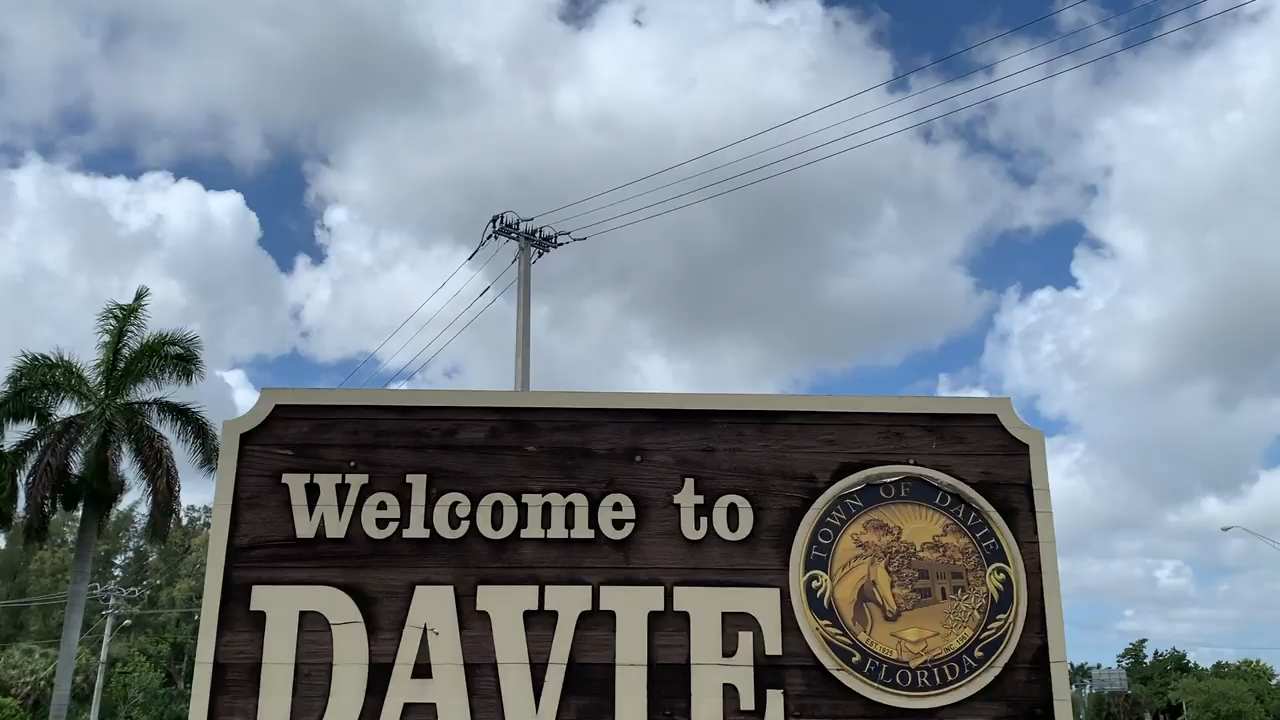 Welcome to
DAVIE
TOWN OF DAVIE
EST. 1925
INC. 1961
FLORIDA